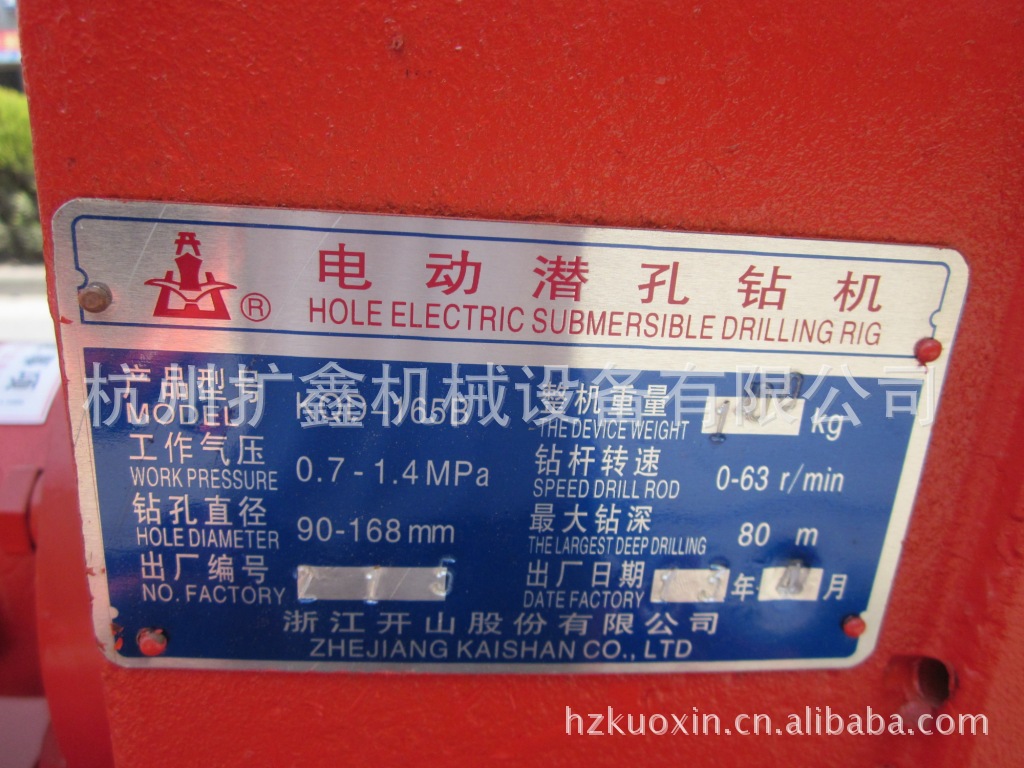 电动潜孔钻机
HOLE ELECTRIC SUBMERSIBLE DRILLING RIG
®
杭州扩鑫机械设备有限公司
产品型号
MODEL
165B
整机重量
THE DEVICE WEIGHT
kg
工作气压
WORK PRESSURE
0.7-1.4MPa
钻杆转速
SPEED DRILL ROD
0-63 r/min
钻孔直径
HOLE DIAMETER
90-168mm
最大钻深
THE LARGEST DEEP DRILLING
80 m
出厂编号
NO. FACTORY
出厂日期
DATE FACTORY
年 月
浙江开山股份有限公司
ZHEJIANG KAISHAN CO., LTD
hzkuoxin.cn.alibaba.com